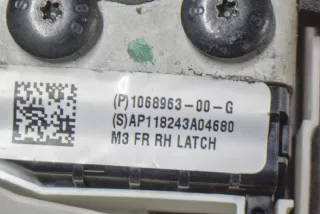 (P)1068963-00-G
(S)AP118243A04680
M3 FR RH LATCH